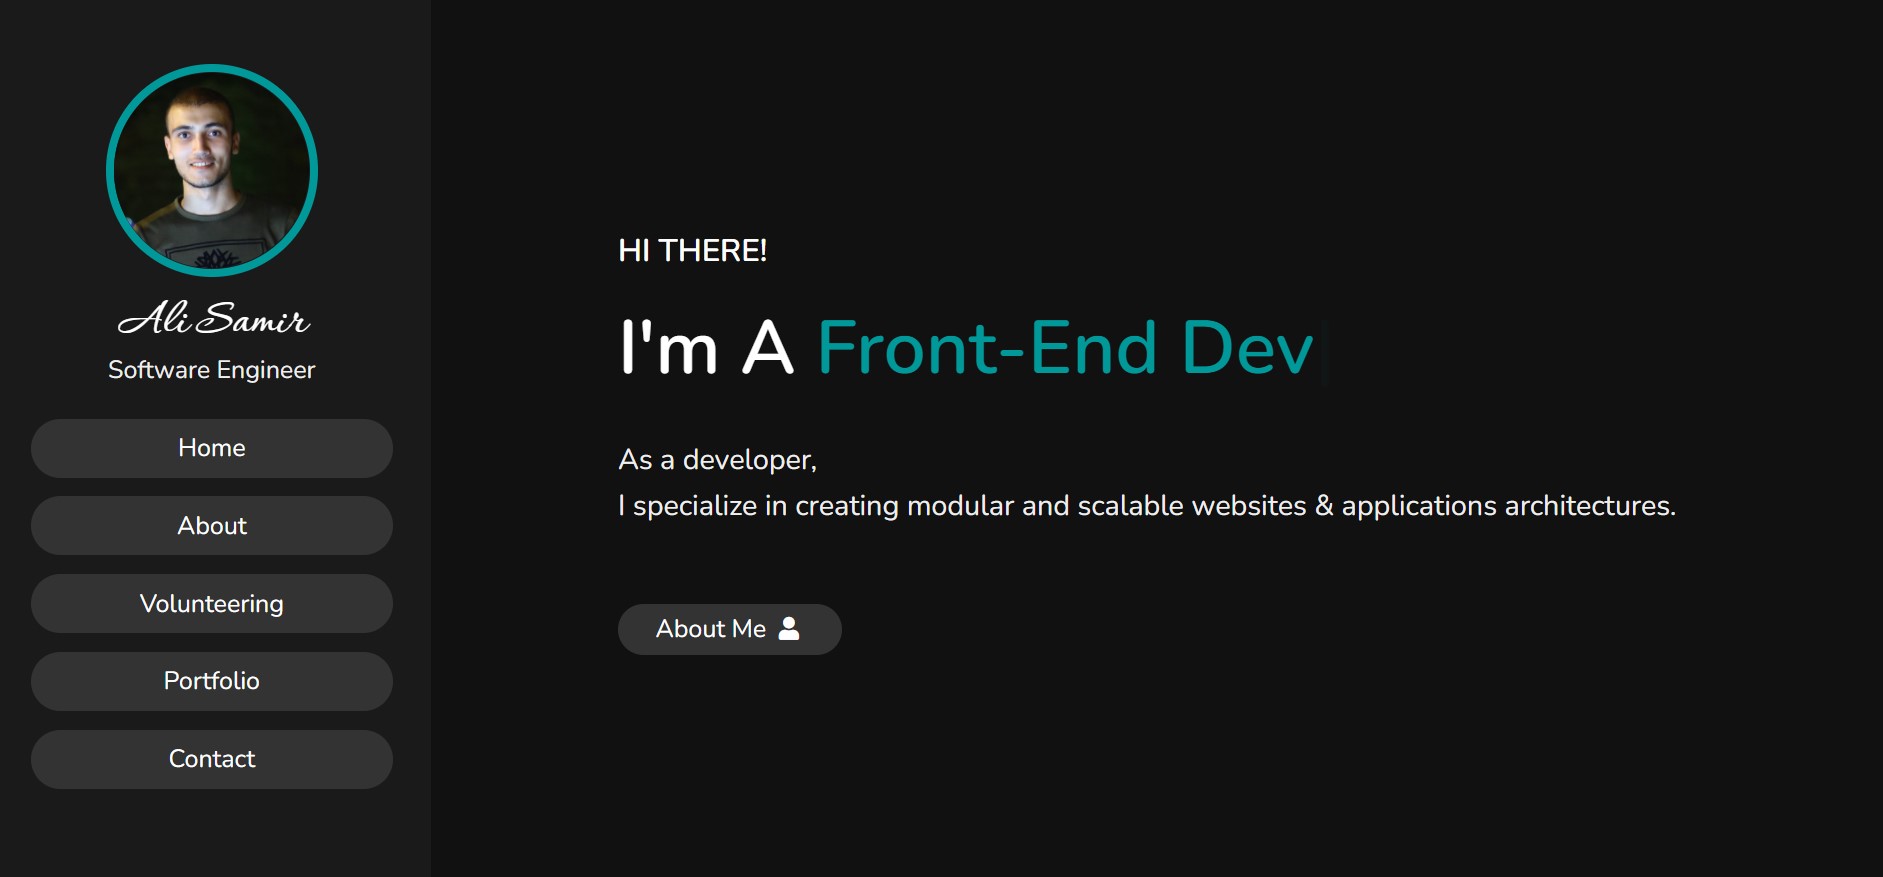 Ali Samir
Software Engineer
Home
About
Volunteering
Portfolio
Contact
HI THERE!
I'm A Front-End Dev
As a developer,
I specialize in creating modular and scalable websites & applications architectures.
About Me